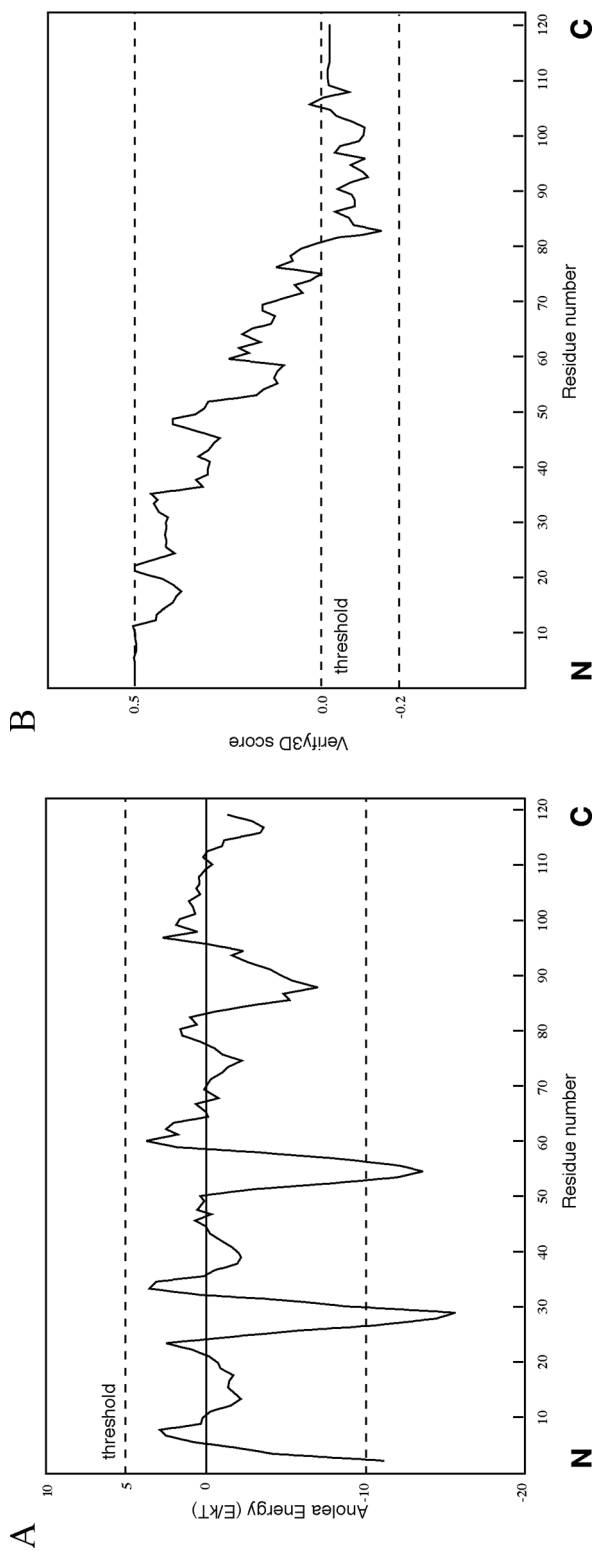 A
10
5
0
-10
-20
Anolea Energy (E/kT)
threshold
10
20
30
40
50
60
70
80
90
100
110
120
Residue number
N
C
B
0.5
0.0
-0.2
Verify3D score
threshold
10
20
30
40
50
60
70
80
90
100
110
120
Residue number
N
C